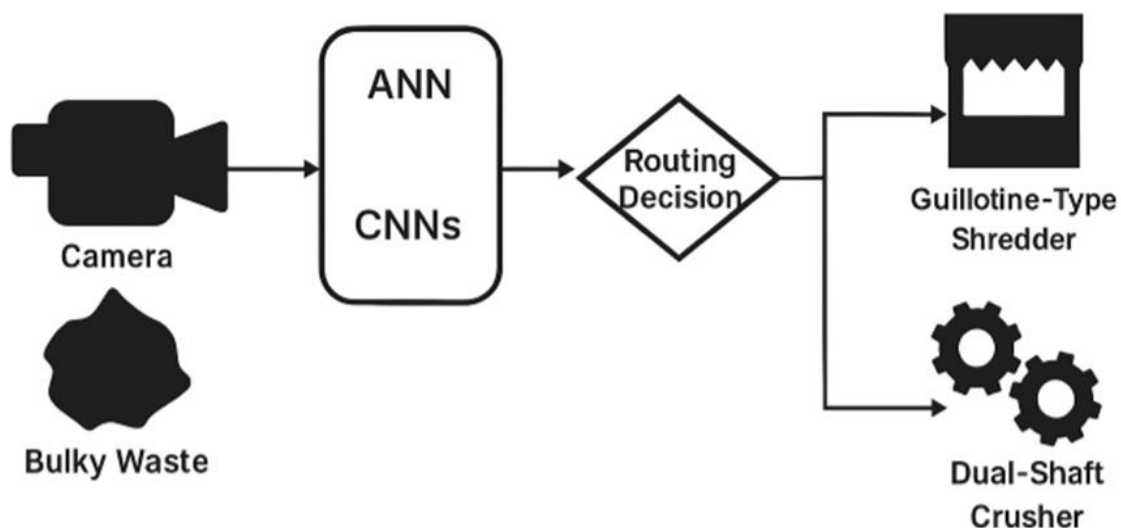 Camera
Bulky Waste
ANN
CNNs
Routing
Decision
Guillotine-Type
Shredder
Dual-Shaft
Crusher